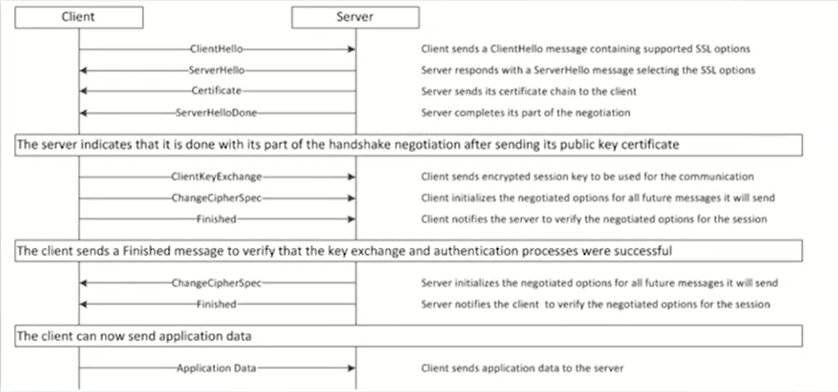 Client Server
ClientHello Client sends a ClientHello message containing supported SSL options
ServerHello Server responds with a ServerHello message selecting the SSL options
Certificate Server sends its certificate chain to the client
ServerHelloDone Server completes its part of the negotiation
The server indicates that it is done with its part of the handshake negotiation after sending its public key certificate
ClientKeyExchange Client sends encrypted session key to be used for the communication
ChangeCipherSpec Client initializes the negotiated options for all future messages it will send
Finished Client notifies the server to verify the negotiated options for the session
The client sends a Finished message to verify that the key exchange and authentication processes were successful
ChangeCipherSpec Server initializes the negotiated options for all future messages it will send
Finished Server notifies the client to verify the negotiated options for the session
The client can now send application data
Application Data Client sends application data to the server